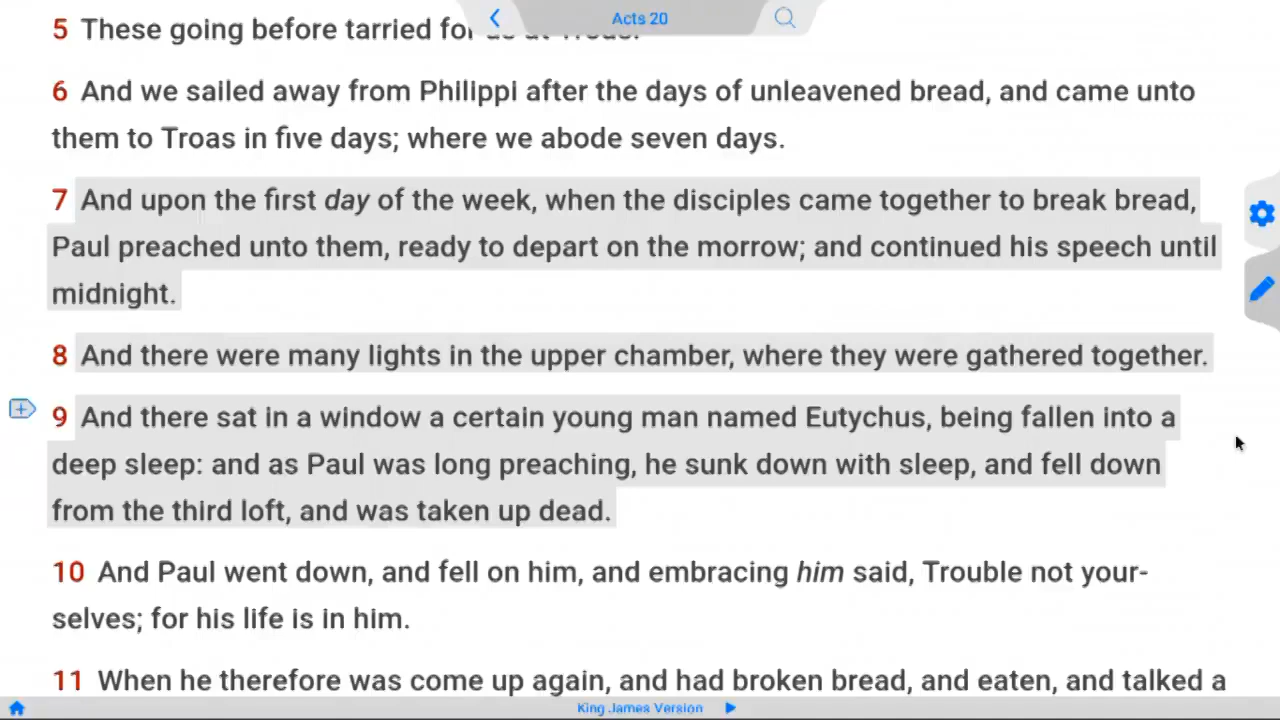 Acts 20
5 These going before tarried for us at Troas.
6 And we sailed away from Philippi after the days of unleavened bread, and came unto
them to Troas in five days; where we abode seven days.
7 And upon the first day of the week, when the disciples came together to break bread,
Paul preached unto them, ready to depart on the morrow; and continued his speech until
midnight.
8 And there were many lights in the upper chamber, where they were gathered together.
9 And there sat in a window a certain young man named Eutychus, being fallen into a
deep sleep: and as Paul was long preaching, he sunk down with sleep, and fell down
from the third loft, and was taken up dead.
10 And Paul went down, and fell on him, and embracing him said, Trouble not your-
selves; for his life is in him.
11 When he therefore was come up again, and had broken bread, and eaten, and talked a
King James Version